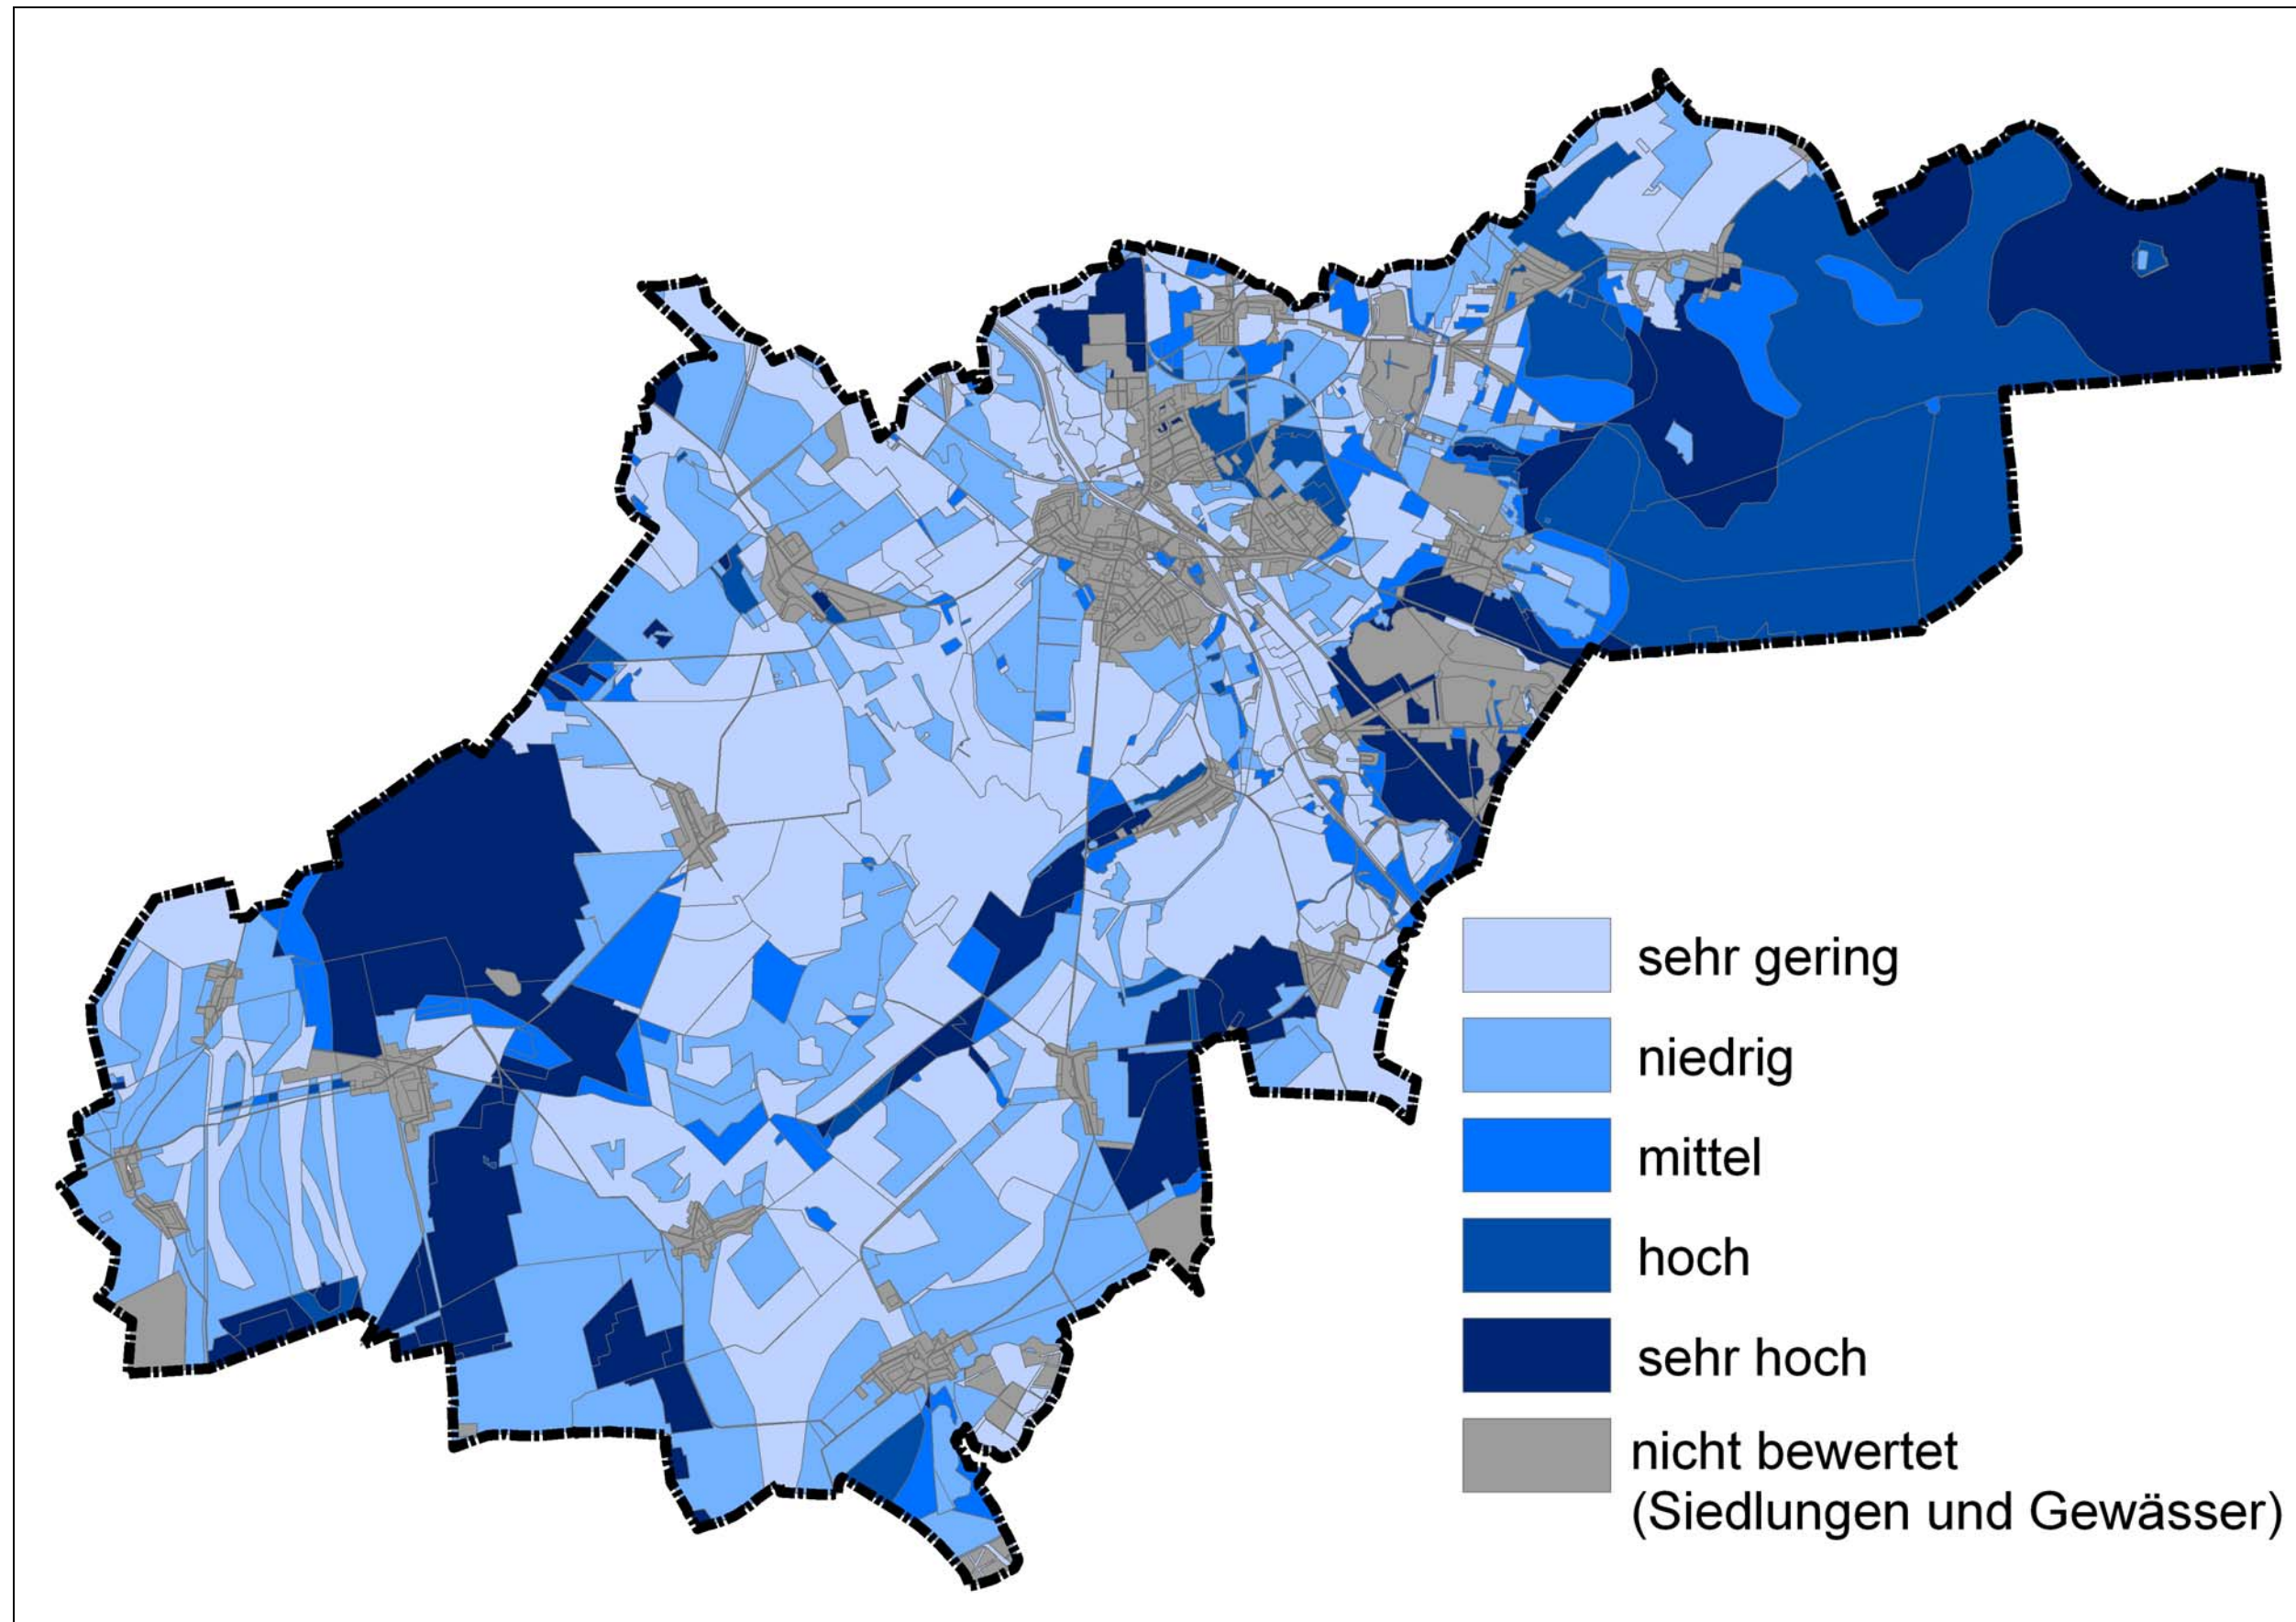 sehr gering
niedrig
mittel
hoch
sehr hoch
nicht bewertet
(Siedlungen und Gewässer)